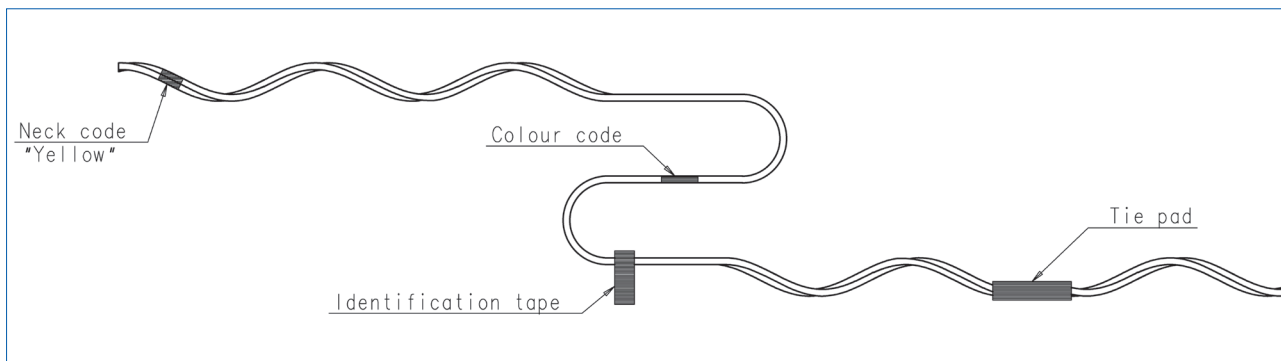 Neck code
"Yellow"
Colour code
Tie pad
Identification tape